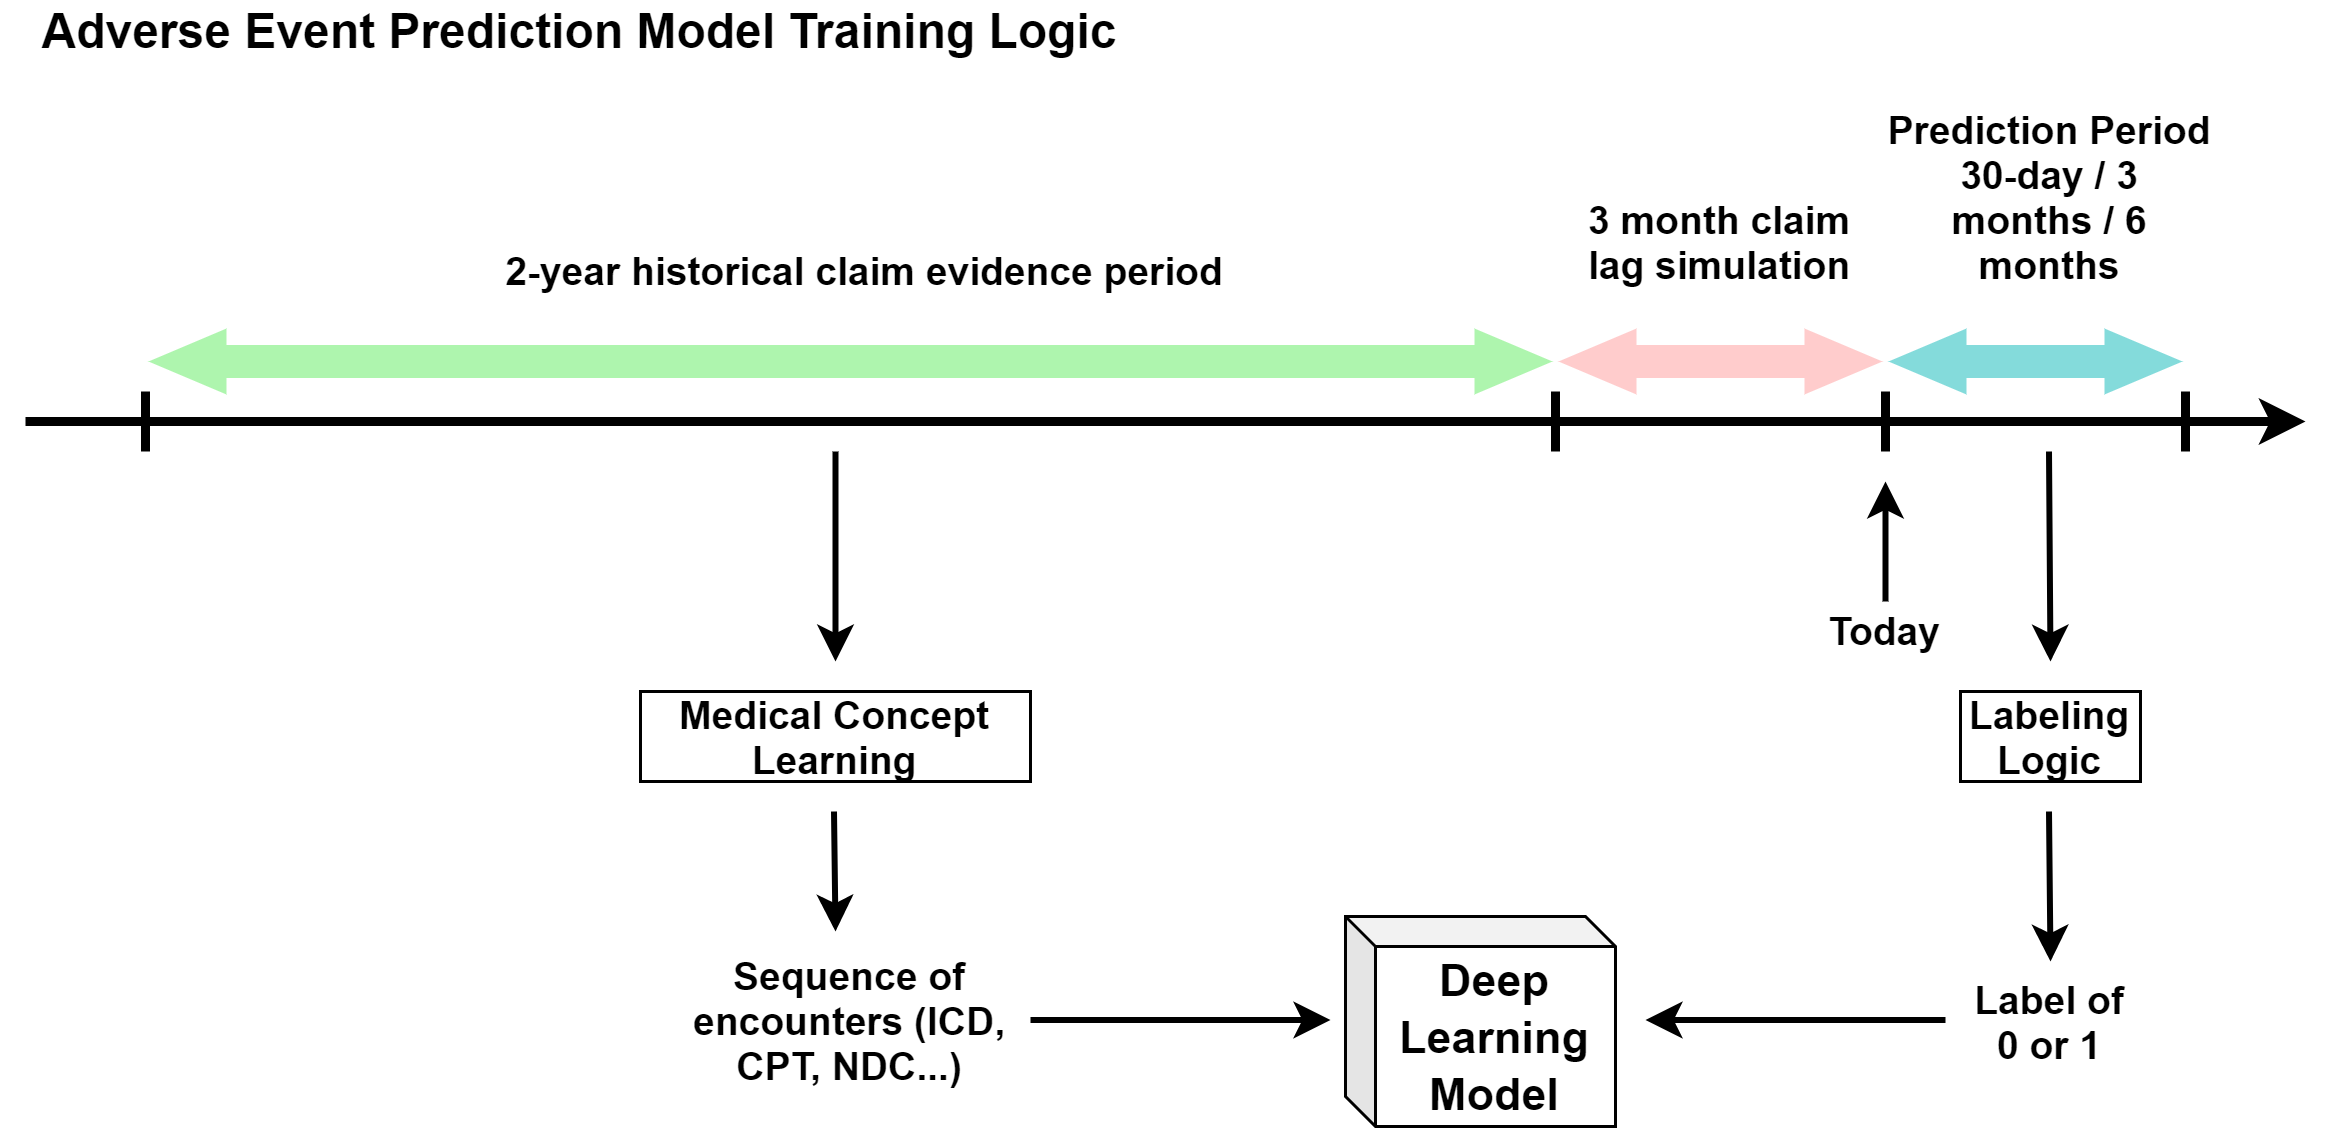 Adverse Event Prediction Model Training Logic
Prediction Period
30-day / 3
months / 6
months
3 month claim
lag simulation
2-year historical claim evidence period
Today
Medical Concept
Learning
Labeling
Logic
Sequence of
encounters (ICD,
CPT, NDC...)
Deep
Learning
Model
Label of
0 or 1